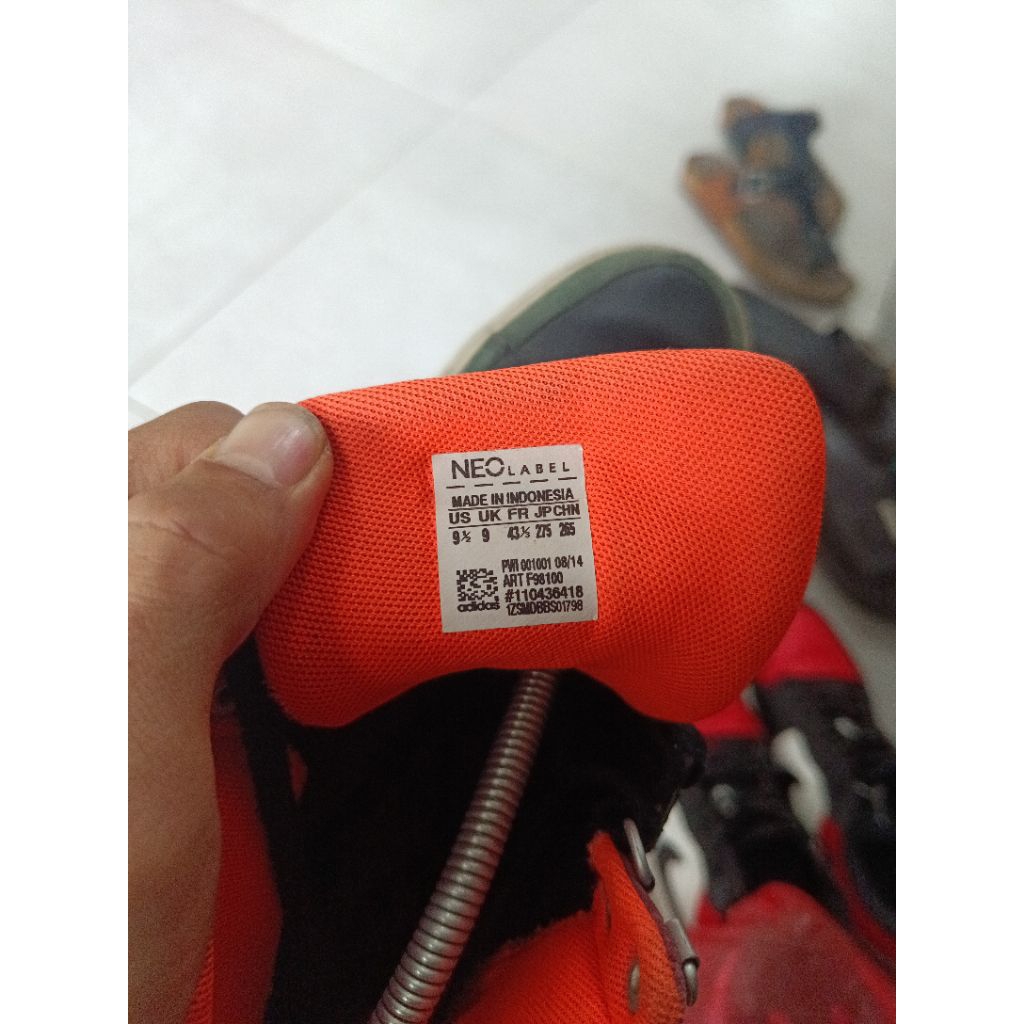 NEO LABEL
MADE IN INDONESIA
US UK FR JP CHN
9½ 9 43⅓ 275 265
PWI 001001 08/14
ART F98100
#110436418
adidas 1ZSMDBBS01798